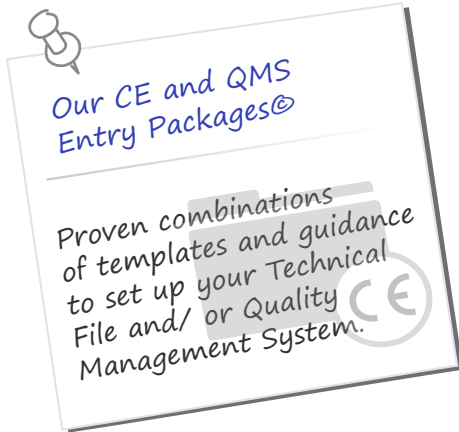 Our CE and QMS
Entry Packages©
Proven combinations
of templates and guidance
to set up your Technical
File and/ or Quality
Management System.
CE